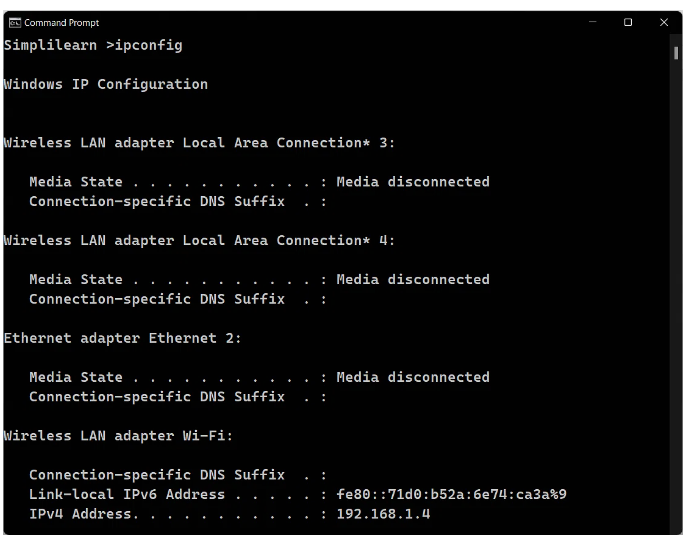 Command Prompt
Simplilearn >ipconfig
Windows IP Configuration
Wireless LAN adapter Local Area Connection* 3:
Media State . . . . . . . . . . . : Media disconnected
Connection-specific DNS Suffix  . :
Wireless LAN adapter Local Area Connection* 4:
Media State . . . . . . . . . . . : Media disconnected
Connection-specific DNS Suffix  . :
Ethernet adapter Ethernet 2:
Media State . . . . . . . . . . . : Media disconnected
Connection-specific DNS Suffix  . :
Wireless LAN adapter Wi-Fi:
Connection-specific DNS Suffix  . :
Link-local IPv6 Address . . . . . : fe80::71d0:b52a:6e74:ca3a%9
IPv4 Address. . . . . . . . . . . : 192.168.1.4